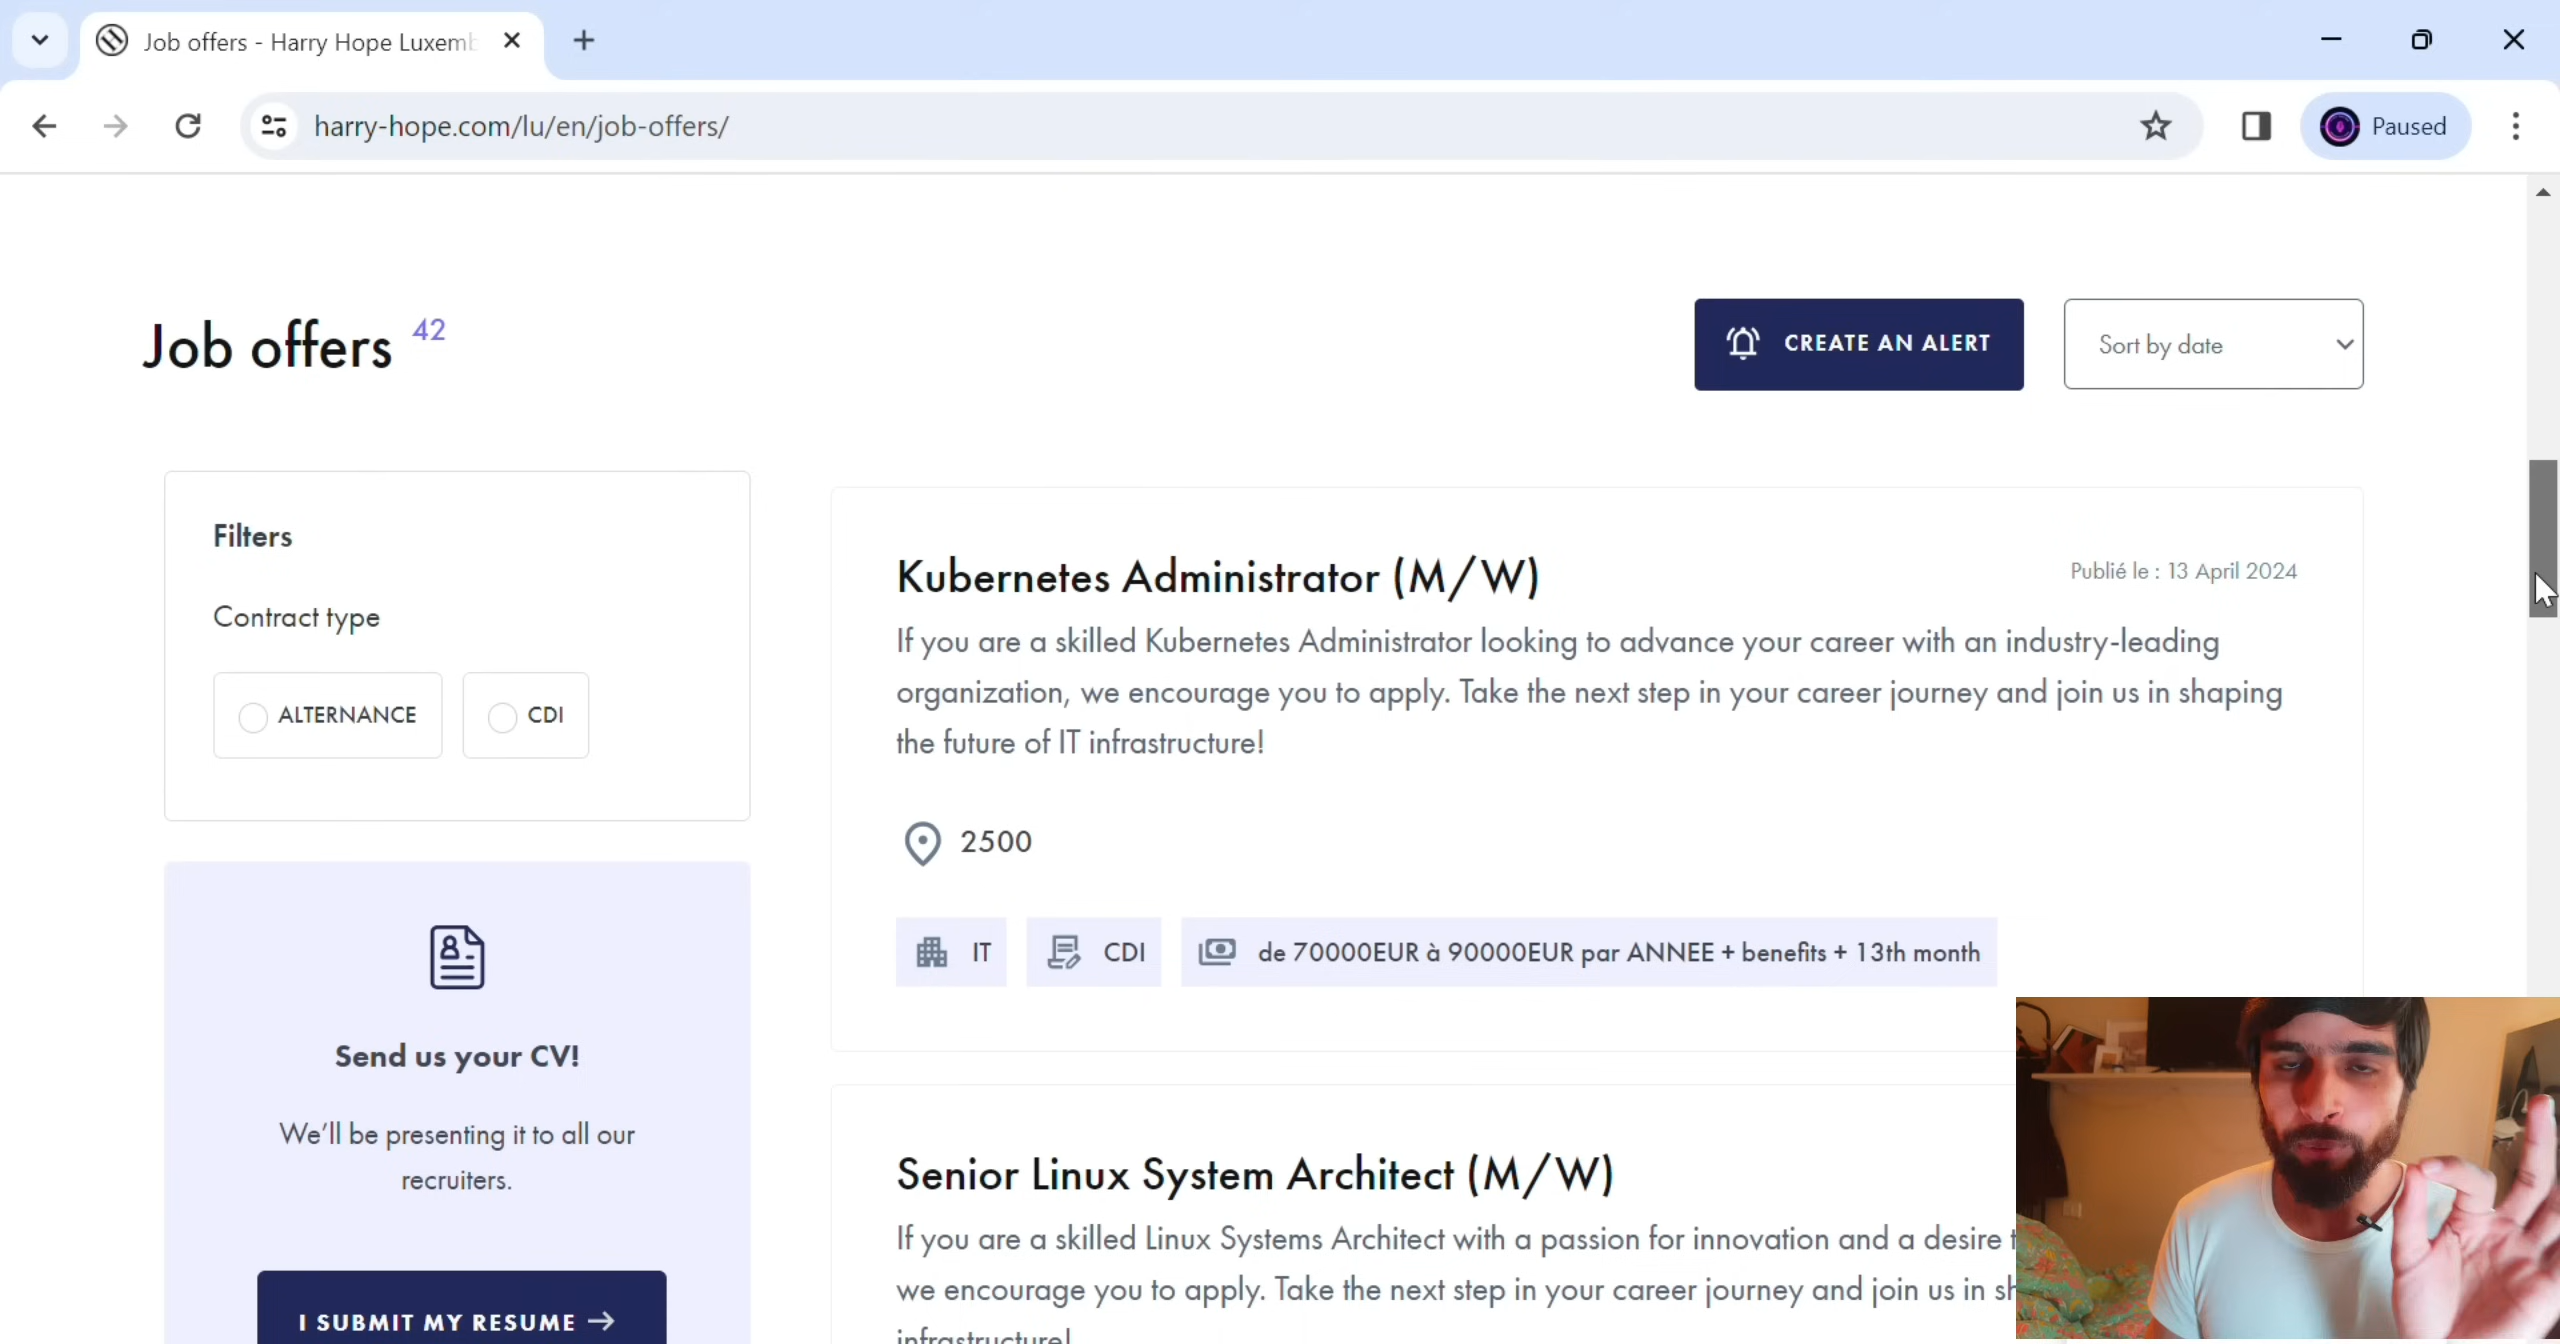 Job offers - Harry Hope Luxemb
harry-hope.com/lu/en/job-offers/
Paused
Job offers 42
CREATE AN ALERT
Sort by date
Filters
Contract type
ALTERNANCE
CDI
Send us your CV!
We'll be presenting it to all our
recruiters.
I SUBMIT MY RESUME
Kubernetes Administrator (M/W)
Publié le : 13 April 2024
If you are a skilled Kubernetes Administrator looking to advance your career with an industry-leading
organization, we encourage you to apply. Take the next step in your career journey and join us in shaping
the future of IT infrastructure!
2500
IT
CDI
de 70000EUR à 90000EUR par ANNEE + benefits + 13th month
Senior Linux System Architect (M/W)
If you are a skilled Linux Systems Architect with a passion for innovation and a desire
we encourage you to apply. Take the next step in your career journey and join us in sh
infrastructure!